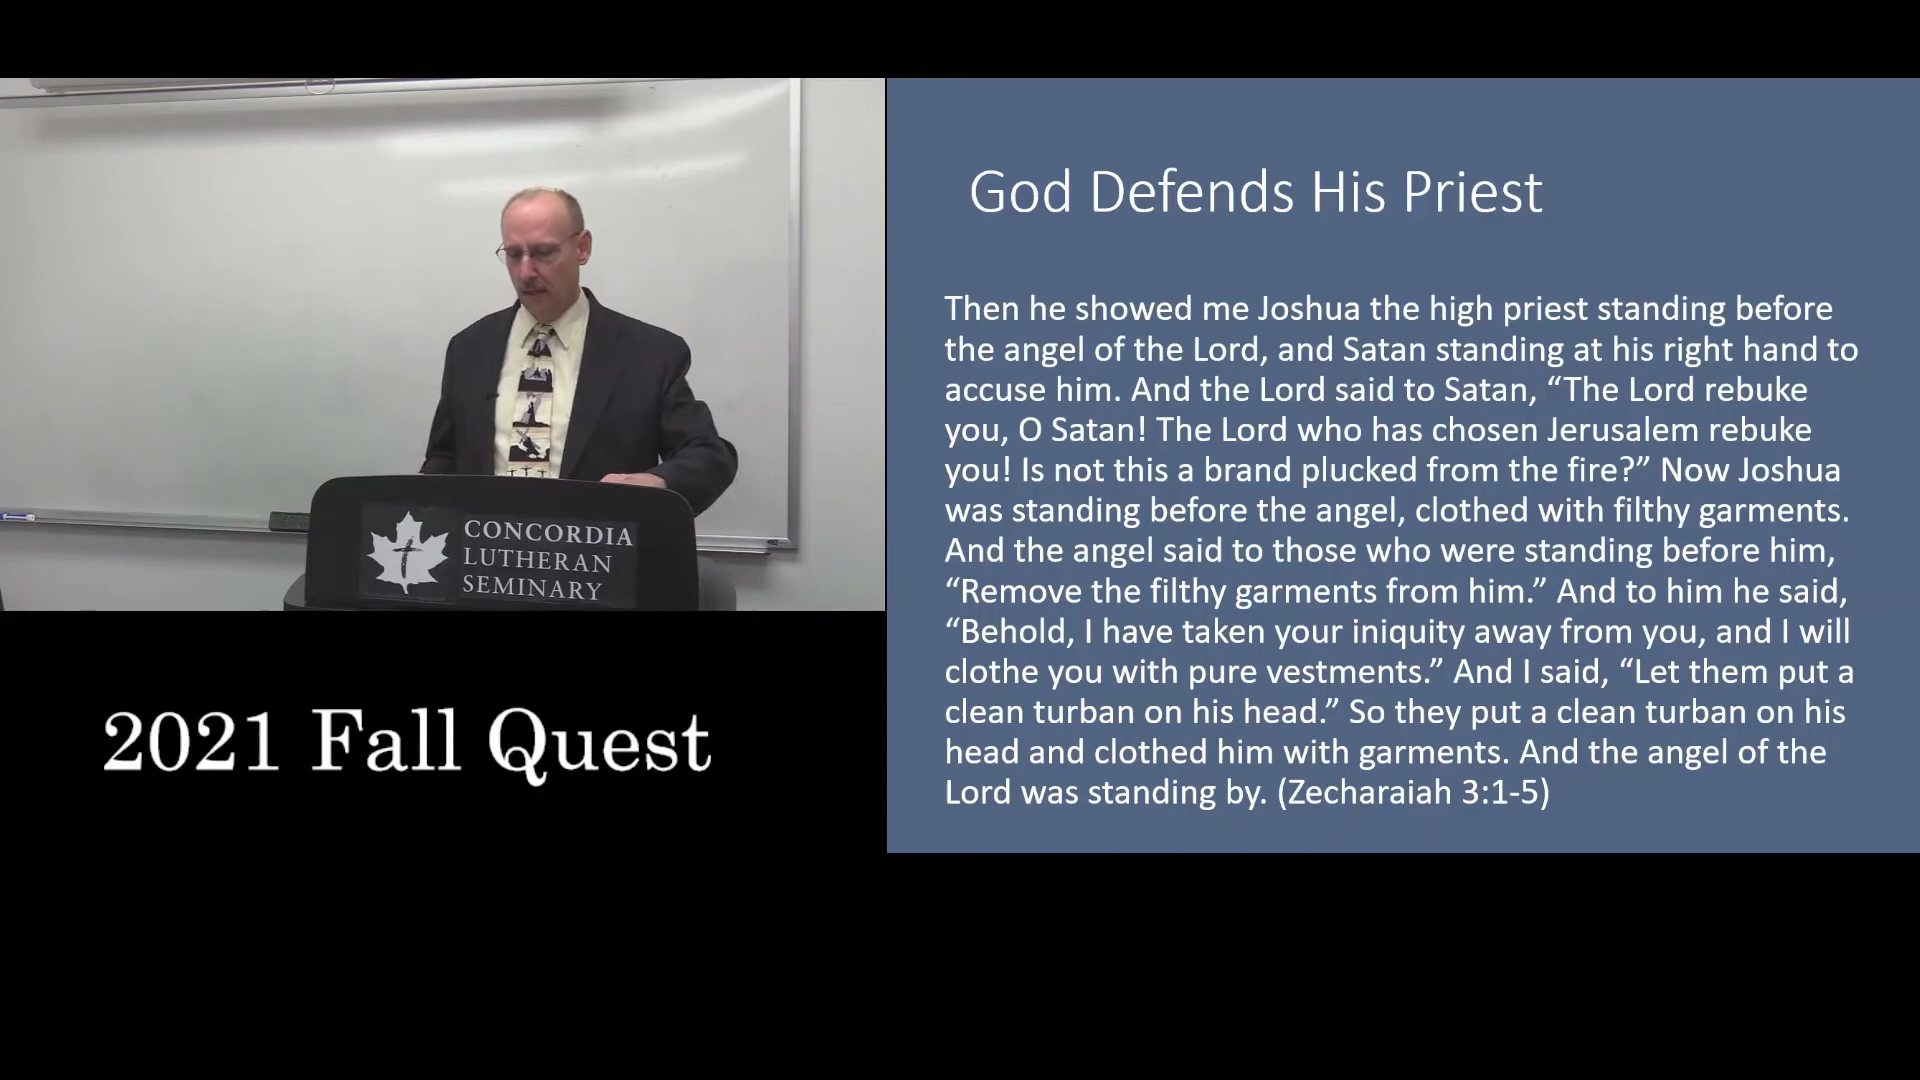 God Defends His Priest
Then he showed me Joshua the high priest standing before
the angel of the Lord, and Satan standing at his right hand to
accuse him. And the Lord said to Satan, “The Lord rebuke
you, O Satan! The Lord who has chosen Jerusalem rebuke
you! Is not this a brand plucked from the fire?” Now Joshua
was standing before the angel, clothed with filthy garments.
And the angel said to those who were standing before him,
“Remove the filthy garments from him.” And to him he said,
“Behold, I have taken your iniquity away from you, and I will
clothe you with pure vestments.” And I said, “Let them put a
clean turban on his head.” So they put a clean turban on his
head and clothed him with garments. And the angel of the
Lord was standing by. (Zecharaiah 3:1-5)
CONCORDIA
LUTHERAN
SEMINARY
2021 Fall Quest